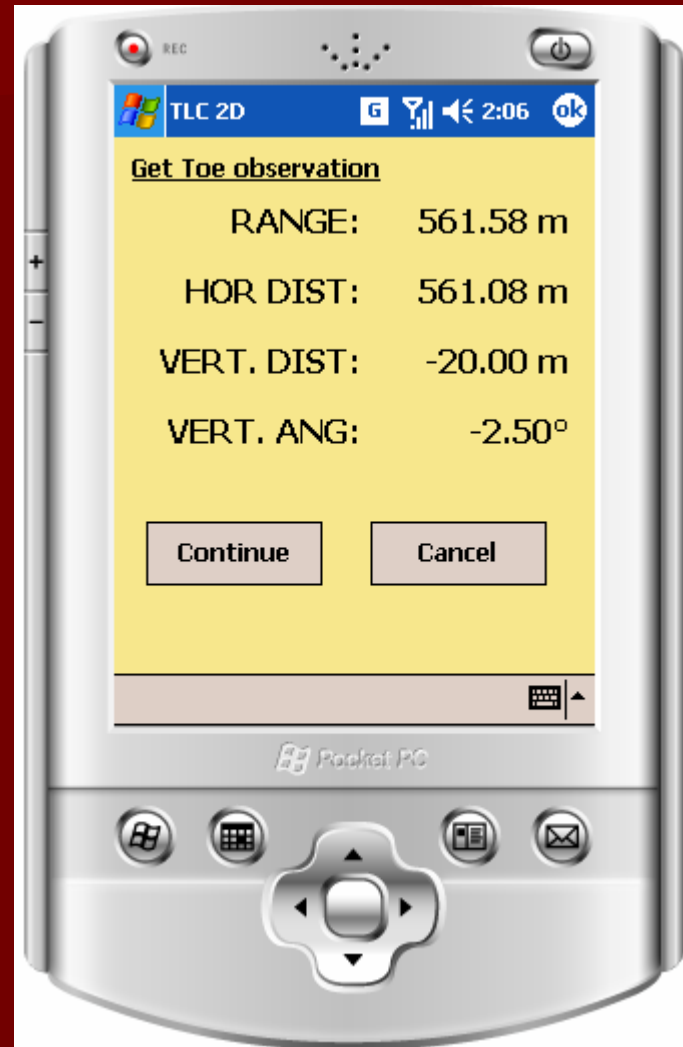 REC
TLC 2D G 2:06 ok
Get Toe observation
RANGE: 561.58 m
HOR DIST: 561.08 m
VERT. DIST: -20.00 m
VERT. ANG: -2.50°
Continue Cancel
Pocket PC
+
-